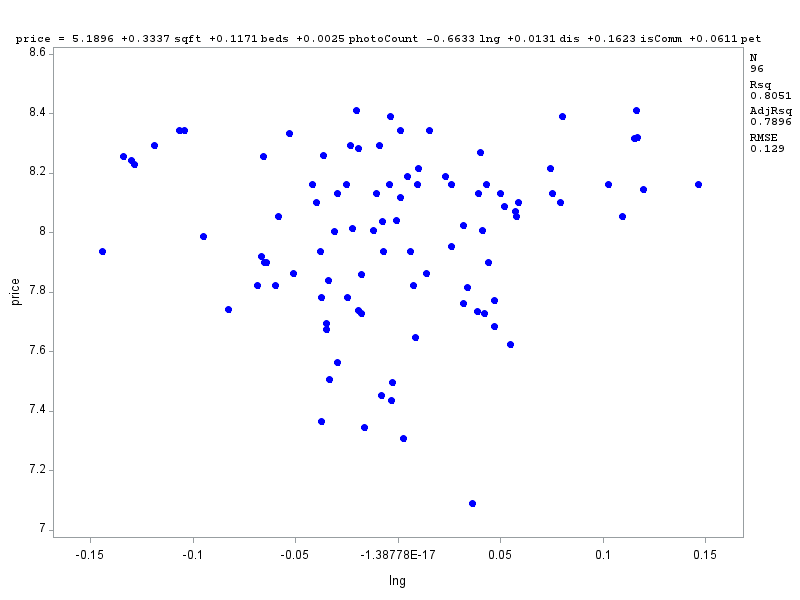 price = 5.1896 +0.3337 sqft +0.1171 beds +0.0025 photoCount -0.6633 lng +0.0131 dis +0.1623 isComm +0.0611 pet
N
96
Rsq
0.8051
AdjRsq
0.7896
RMSE
0.129
8.6
8.4
8.2
8
7.8
7.6
7.4
7.2
7
price
-0.15
-0.1
-0.05
-1.38778E-17
0.05
0.1
0.15
lng